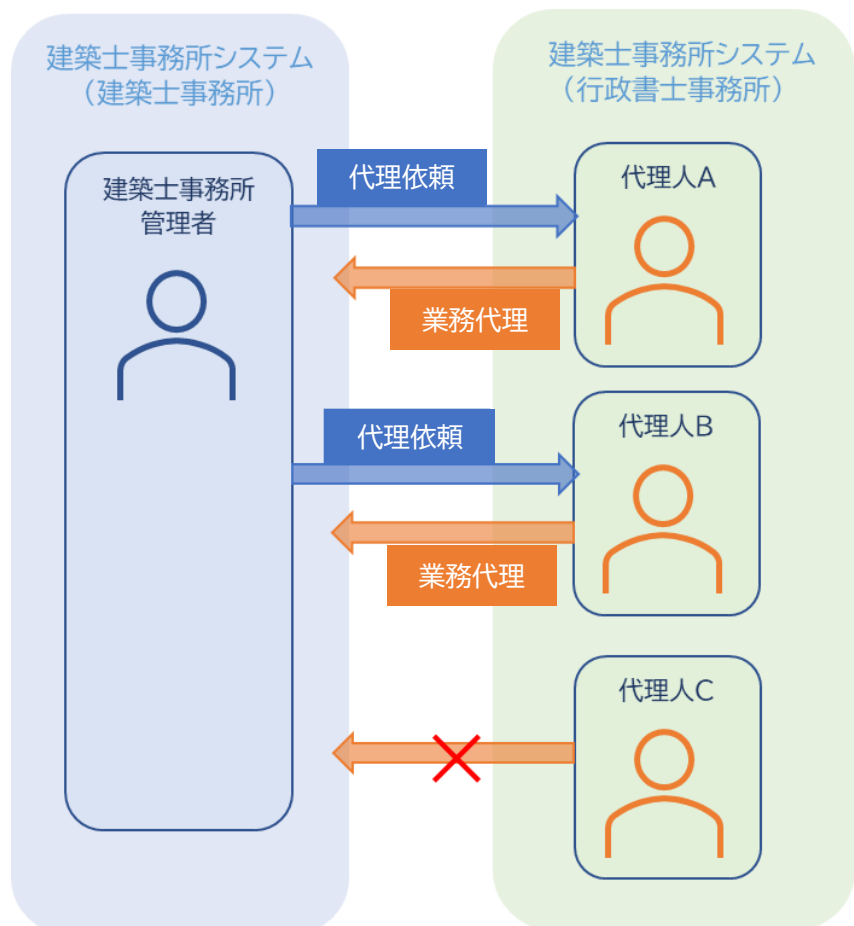 建築士事務所システム
（建築士事務所）
建築士事務所システム
（行政書士事務所）
建築士事務所
管理者
代理依頼
代理人A
業務代理
代理依頼
代理人B
業務代理
代理人C